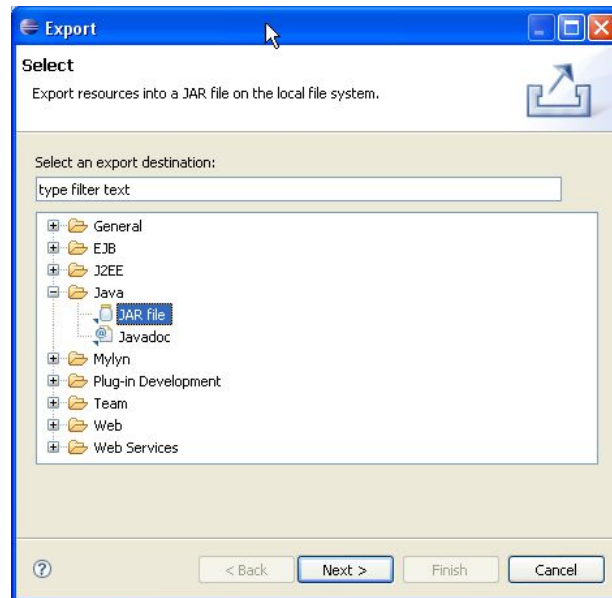 Export
Select
Export resources into a JAR file on the local file system.
Select an export destination:
type filter text
General
EJB
J2EE
Java
JAR file
Javadoc
Mylyn
Plug-in Development
Team
Web
Web Services
< Back Next > Finish Cancel